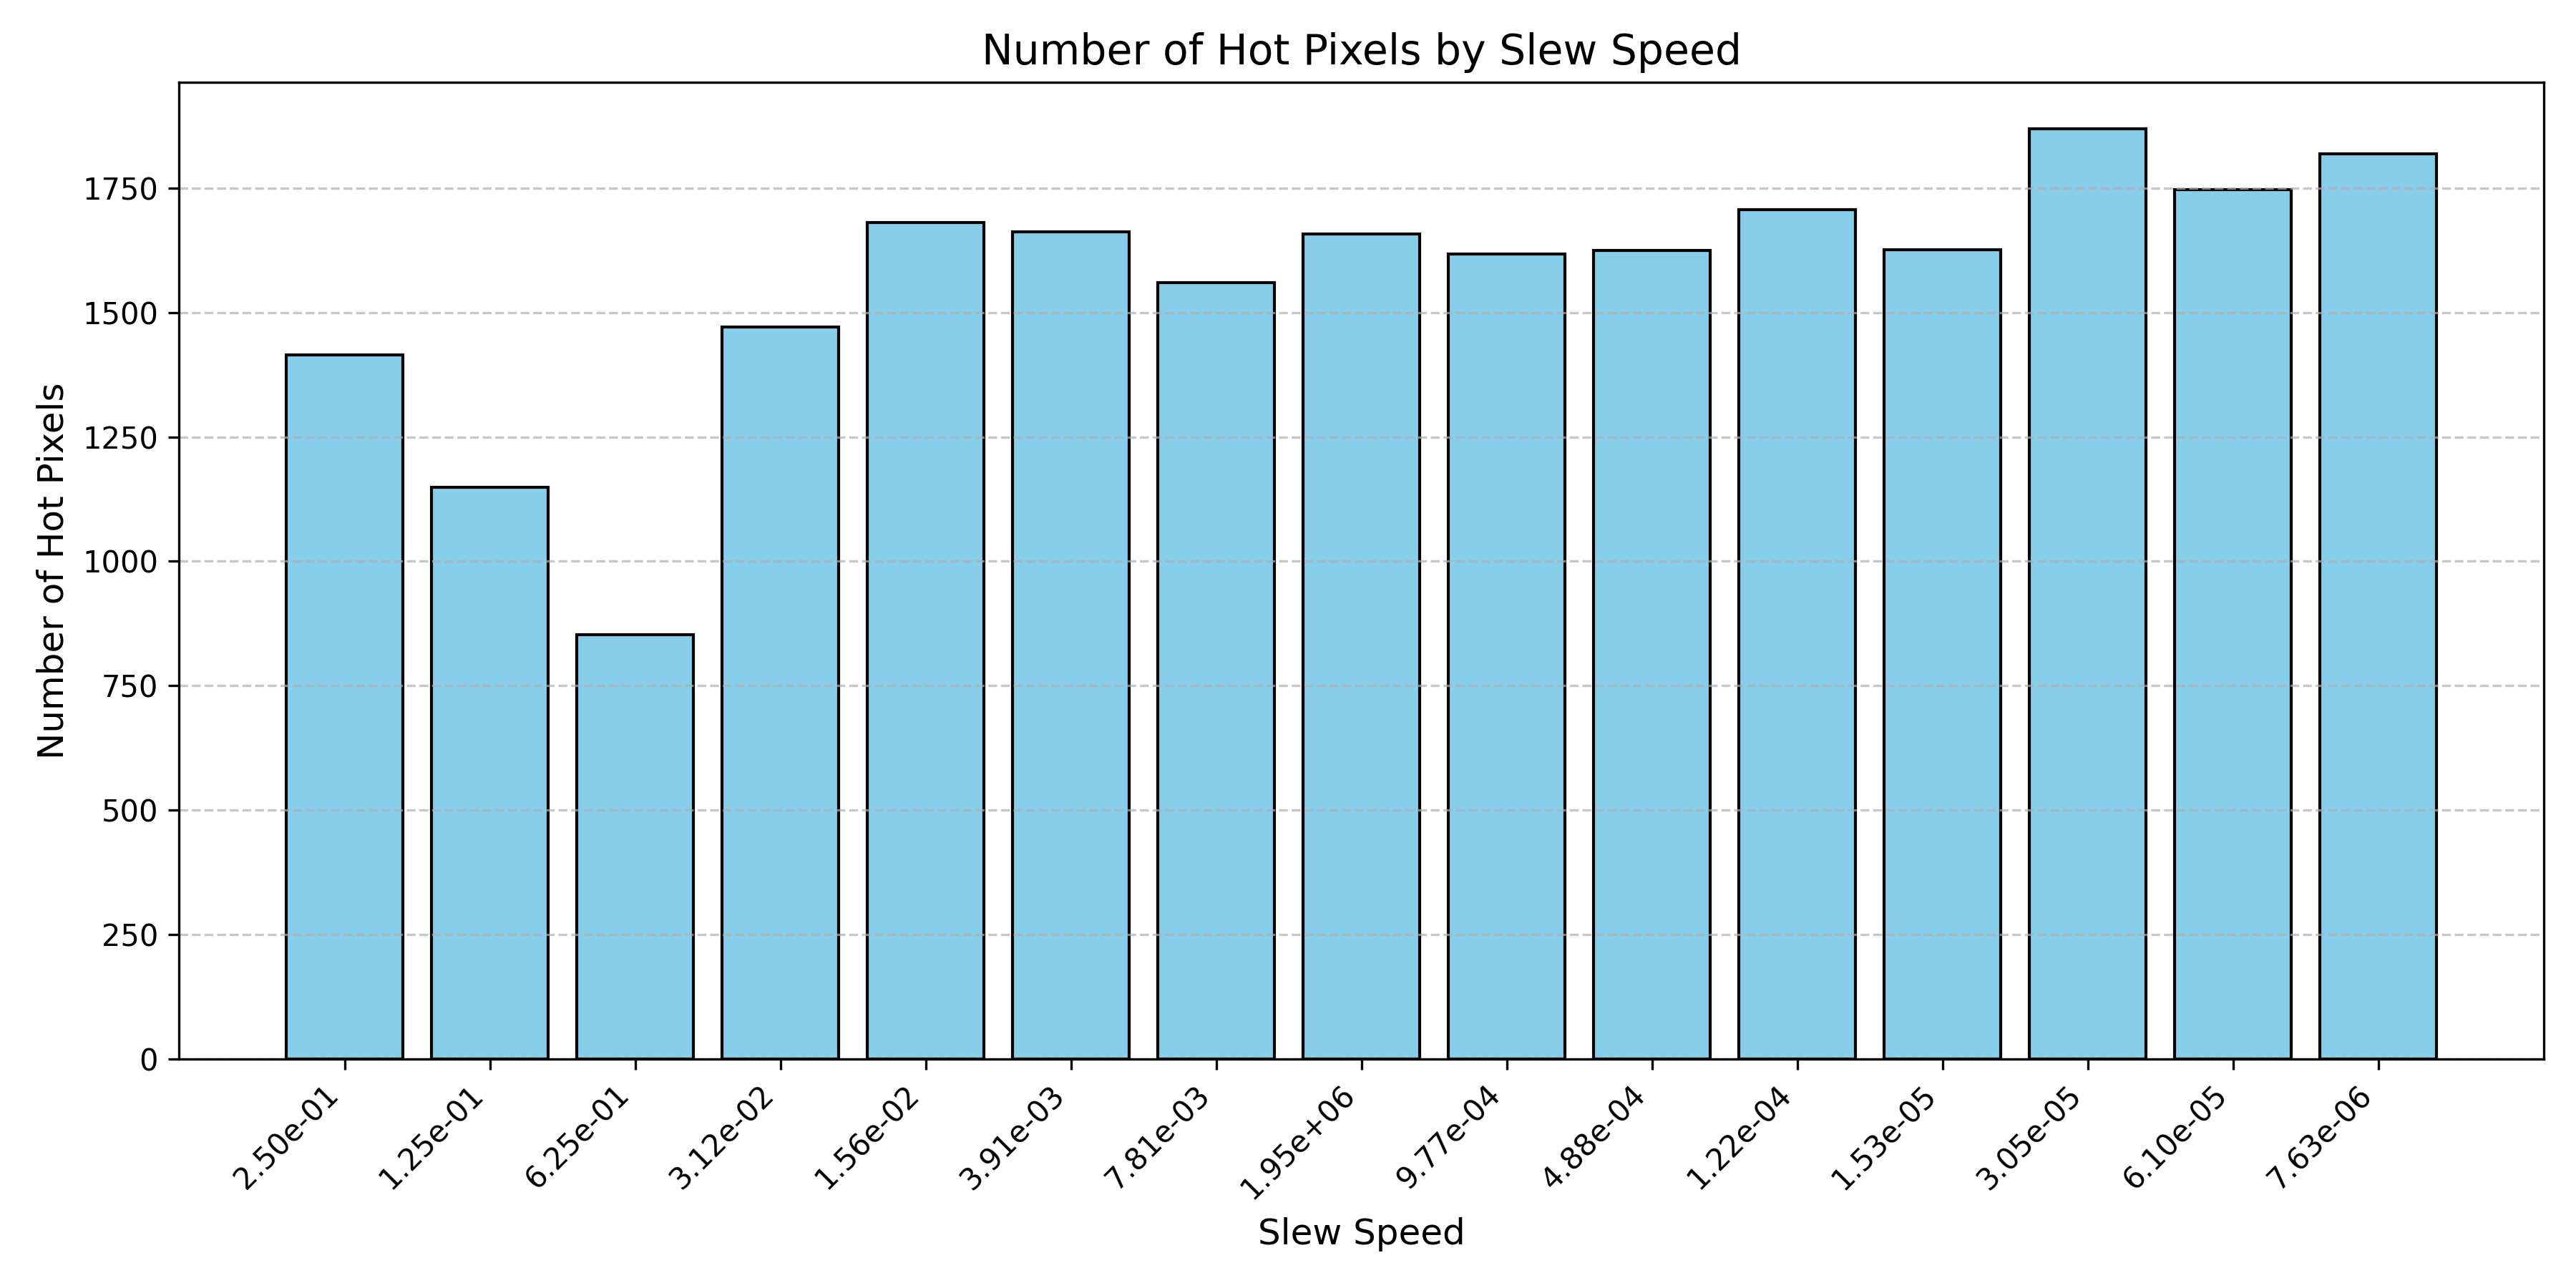 Number of Hot Pixels by Slew Speed
Number of Hot Pixels
1750
1500
1250
1000
750
500
250
0
2.50e-01
1.25e-01
6.25e-01
3.12e-02
1.56e-02
3.91e-03
7.81e-03
1.95e+06
9.77e-04
4.88e-04
1.22e-04
1.53e-05
3.05e-05
6.10e-05
7.63e-06
Slew Speed